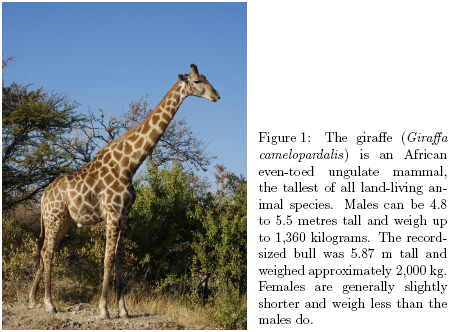 Figure 1: The giraffe (Giraffa
camelopardalis) is an African
even-toed ungulate mammal,
the tallest of all land-living an-
imal species. Males can be 4.8
to 5.5 metres tall and weigh up
to 1,360 kilograms. The record-
sized bull was 5.87 m tall and
weighed approximately 2,000 kg.
Females are generally slightly
shorter and weigh less than the
males do.